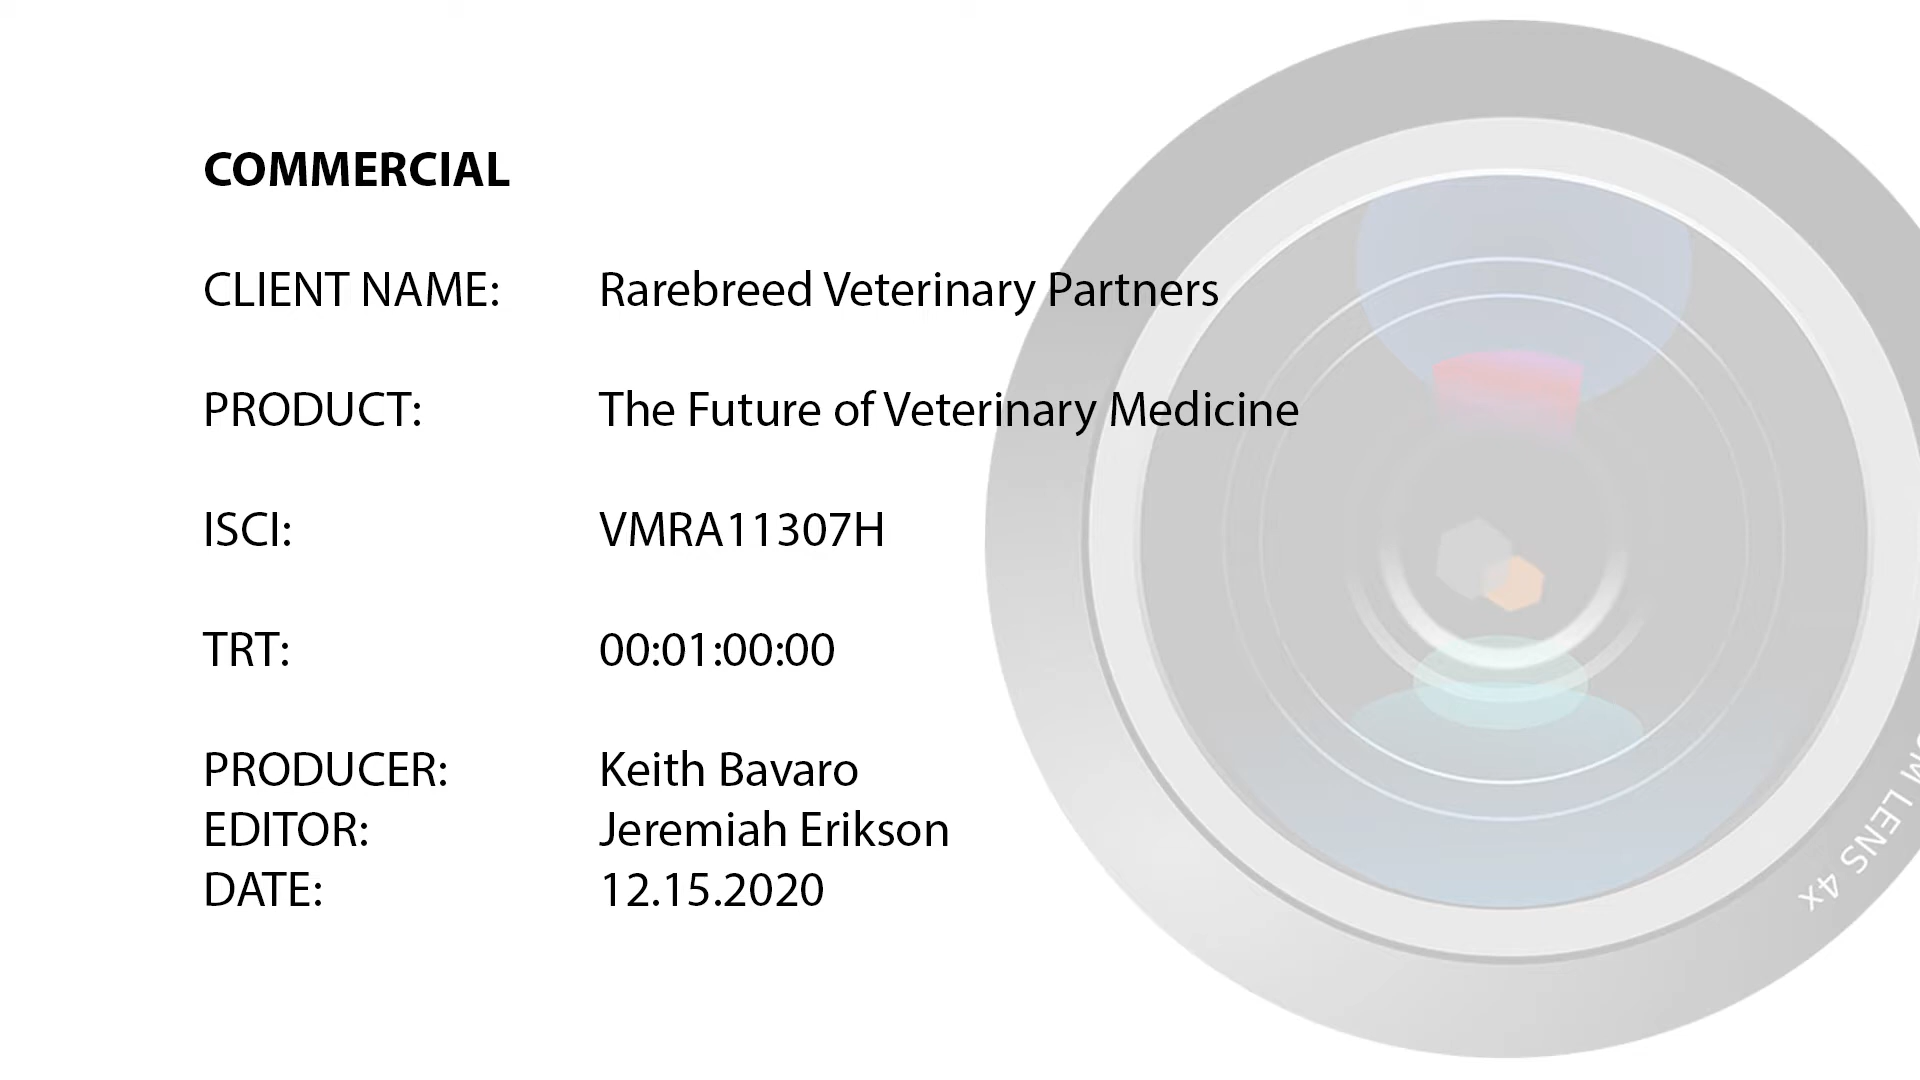 COMMERCIAL
CLIENT NAME: Rarebreed Veterinary Partners
PRODUCT: The Future of Veterinary Medicine
ISCI: VMRA11307H
TRT: 00:01:00:00
PRODUCER: Keith Bavaro
EDITOR: Jeremiah Erikson
DATE: 12.15.2020
LENS 4x